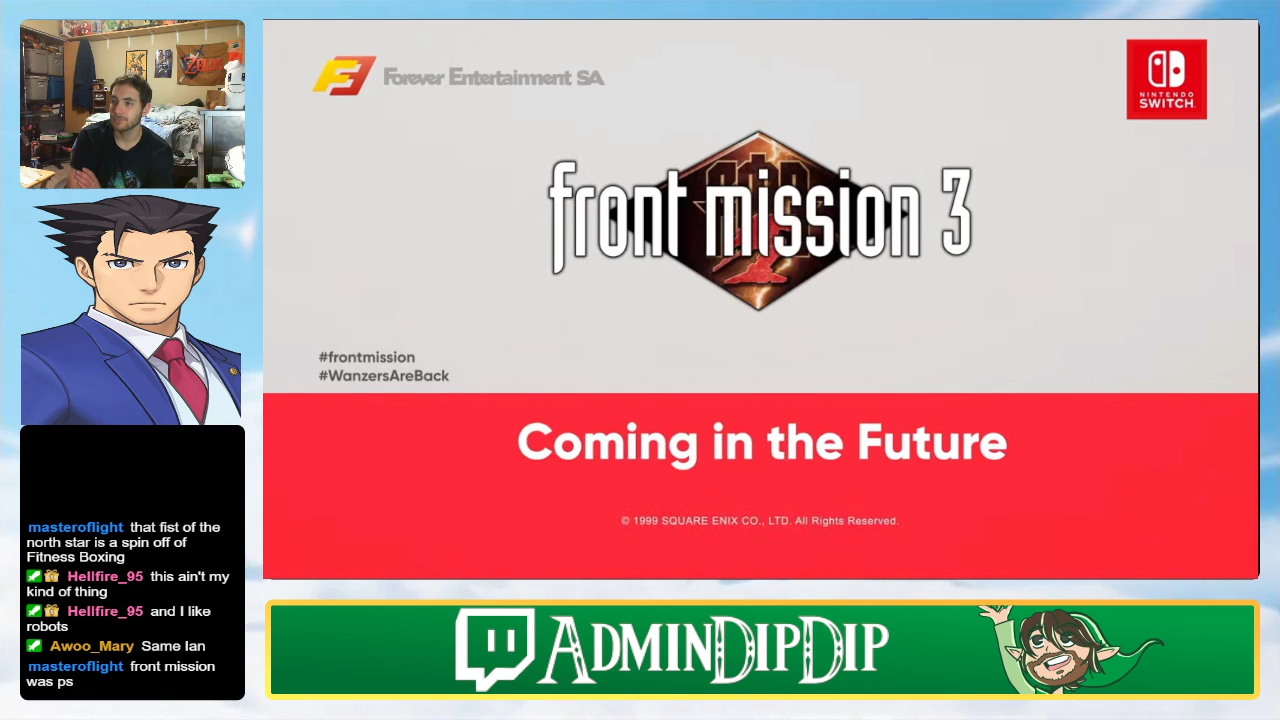 ZELDA
Forever Entertainment SA
NINTENDO
SWITCH
front mission 3
#frontmission
#WanzersAreBack
Coming in the Future
© 1999 SQUARE ENIX CO., LTD. All Rights Reserved.
masteroflight that fist of the
north star is a spin off of
Fitness Boxing
Hellfire_95 this ain't my
kind of thing
Hellfire_95 and I like
robots
Awoo_Mary Same Ian
masteroflight front mission
was ps
ADMINDIPDIP